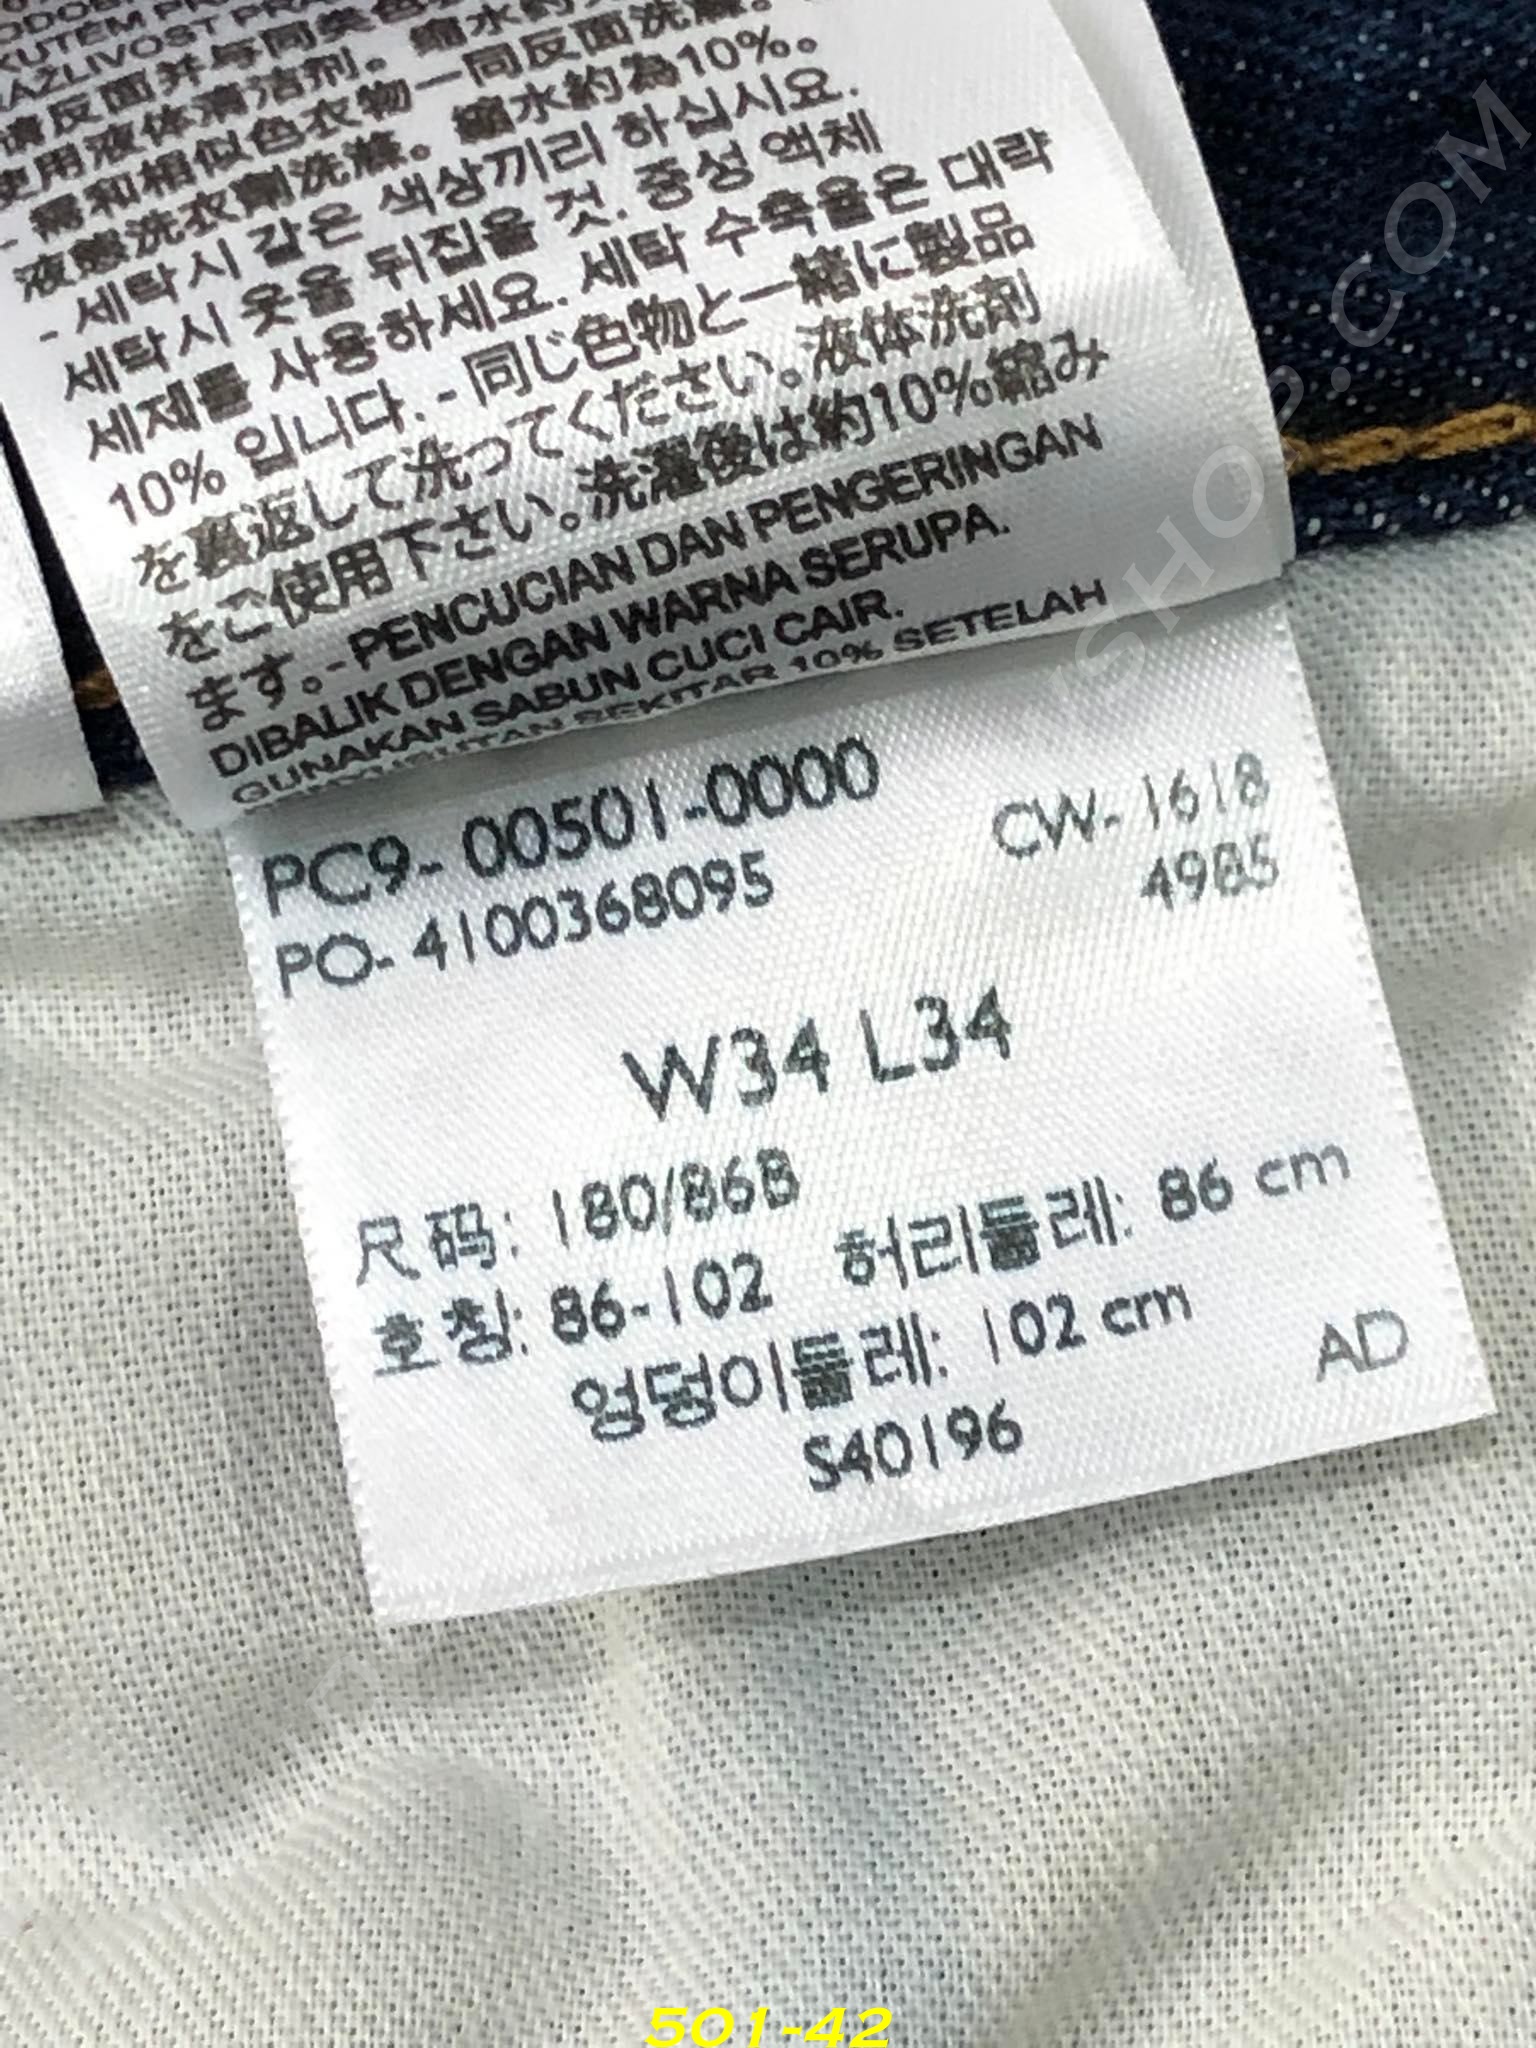 KUTEM
RAŽLIVOST
請反面并与同类色
使用液体清洁剂。缩水約
- 需和相似色衣物一同反面洗滌。
液態洗衣劑洗滌。縮水約為10%。
- 세탁시 같은 색상끼리 하십시요.
세탁시 옷을 뒤집을 것. 중성 액체
세제를 사용하세요. 세탁 수축율은 대략
10% 입니다. - 同じ色物と一緒に製品
を裏返して洗ってください。液体洗剤
をご使用下さい。洗濯後は約10%縮み
ます。- PENCUCIAN DAN PENGERINGAN
DIBALIK DENGAN WARNA SERUPA.
GUNAKAN SABUN CUCI CAIR.
SEKITAR 10% SETELAH
PC9- 00501-0000 CW- 1618
PO- 4100368095 4985
W34 L34
尺码: 180/86B
호칭: 86-102 허리둘레: 86 cm
엉덩이둘레: 102 cm
S40196 AD
SHOP.COM
501-42